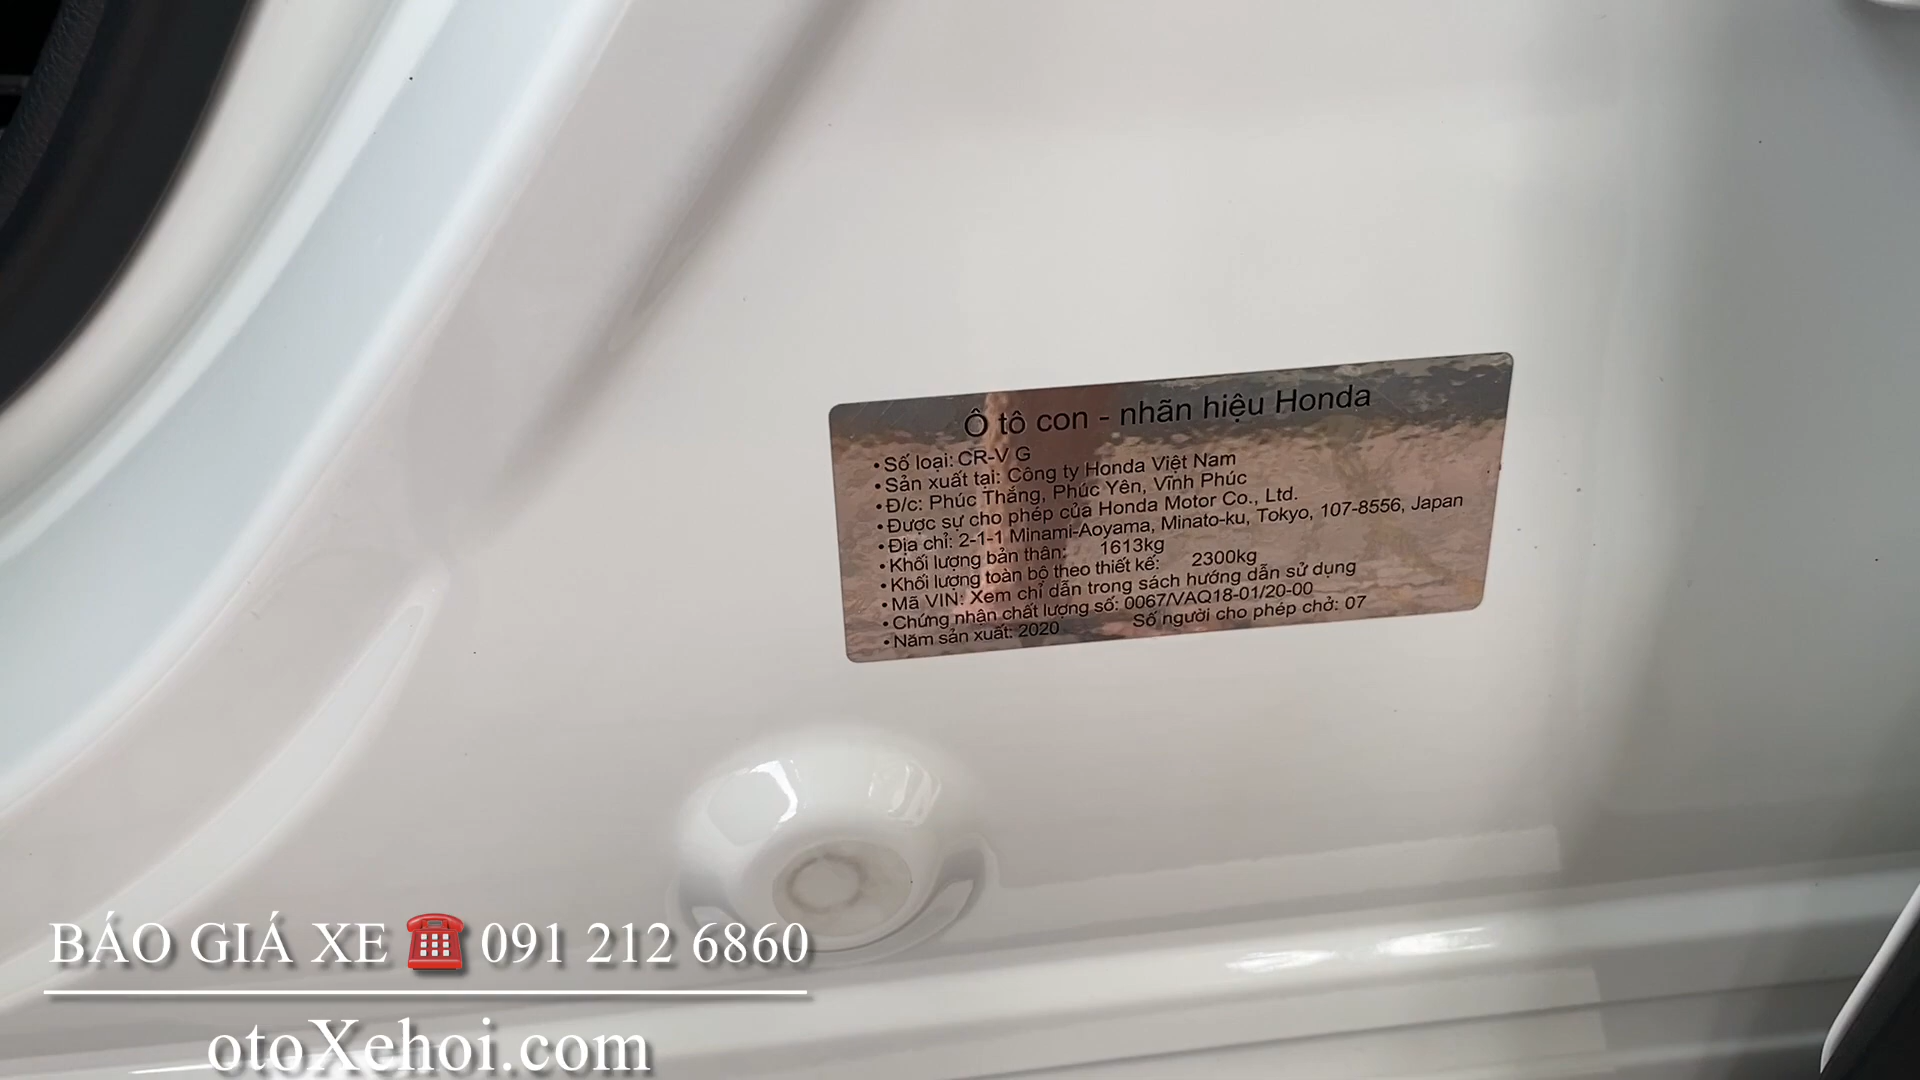 Ô tô con - nhãn hiệu Honda
• Số loại: CR-V G
• Sản xuất tại: Công ty Honda Việt Nam
• Đ/c: Phúc Thắng, Phúc Yên, Vĩnh Phúc
• Được sự cho phép của Honda Motor Co., Ltd.
• Địa chỉ: 2-1-1 Minami-Aoyama, Minato-ku, Tokyo, 107-8556, Japan
• Khối lượng bản thân: 1613kg
• Khối lượng toàn bộ theo thiết kế: 2300kg
• Mã VIN: Xem chỉ dẫn trong sách hướng dẫn sử dụng
• Chứng nhận chất lượng số: 0067/VAQ18-01/20-00
• Năm sản xuất: 2020 Số người cho phép chở: 07
BÁO GIÁ XE ☎ 091 212 6860
otoXehoi.com